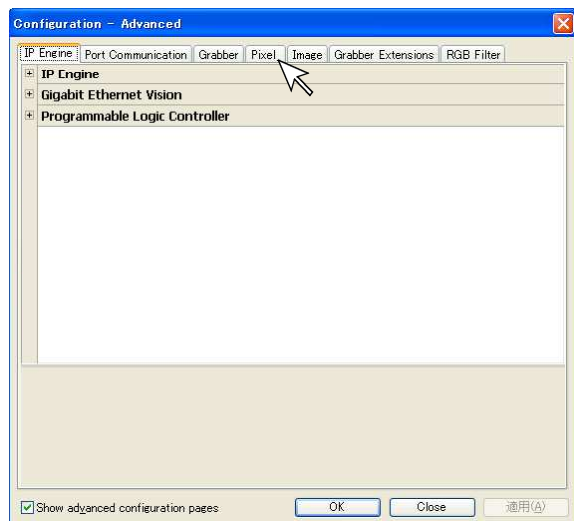 Configuration - Advanced
IP Engine Port Communication Grabber Pixel Image Grabber Extensions RGB Filter
IP Engine
Gigabit Ethernet Vision
Programmable Logic Controller
Show advanced configuration pages OK Close 適用(A)